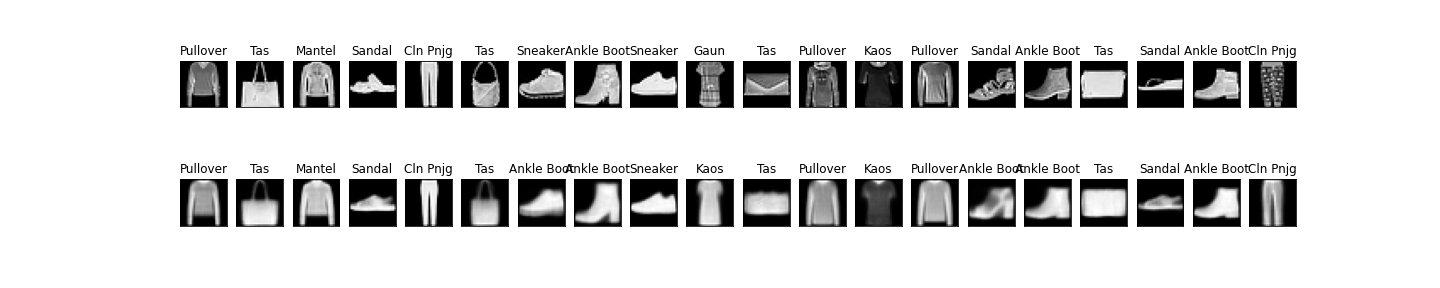 Pullover Tas Mantel Sandal Cln Pnjg Tas Sneaker Ankle Boot Sneaker Gaun Tas Pullover Kaos Pullover Sandal Ankle Boot Tas Sandal Ankle Boot Cln Pnjg
Pullover Tas Mantel Sandal Cln Pnjg Tas Ankle Boot Ankle Boot Sneaker Kaos Tas Pullover Kaos Pullover Ankle Boot Ankle Boot Tas Sandal Ankle Boot Cln Pnjg